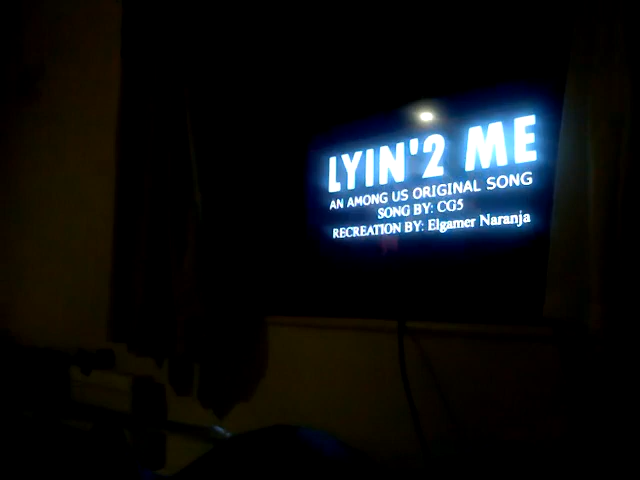 LYIN'2 ME
AN AMONG US ORIGINAL SONG
SONG BY: CG5
RECREATION BY: Elgamer Naranja